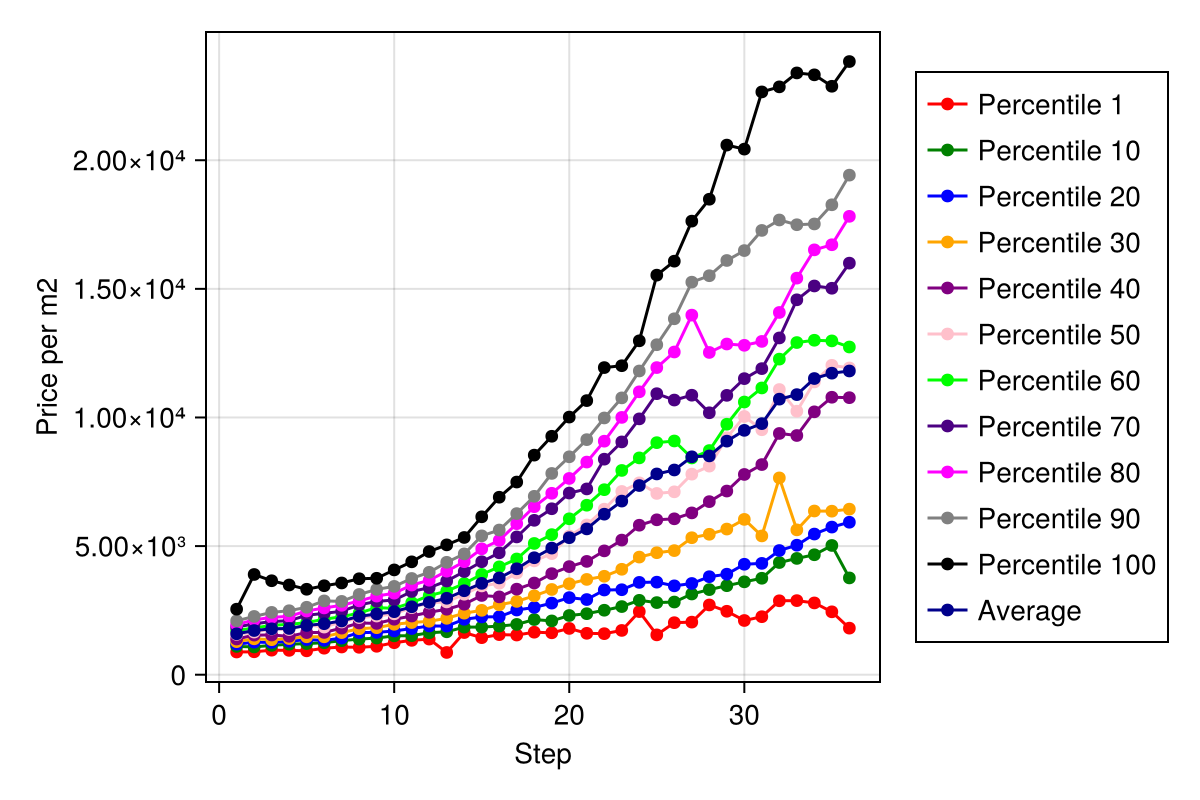 2.00×10⁴
1.50×10⁴
1.00×10⁴
5.00×10³
0
Price per m2
0 10 20 30
Step
Percentile 1
Percentile 10
Percentile 20
Percentile 30
Percentile 40
Percentile 50
Percentile 60
Percentile 70
Percentile 80
Percentile 90
Percentile 100
Average